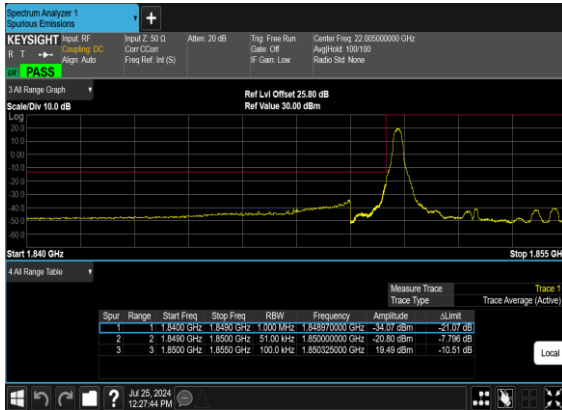 Spectrum Analyzer 1
Spurious Emissions
+
KEYSIGHT Input: RF Input Z: 50 Ω Atten: 20 dB Trig: Free Run Center Freq: 22.005000000 GHz
R T Coupling: DC Corr CCorr Gate: Off Avg|Hold: 100/100
Align: Auto Freq Ref: Int (S) IF Gain: Low Radio Std: None
LXI PASS
3 All Range Graph
Ref Lvl Offset 25.80 dB
Scale/Div 10.0 dB Ref Value 30.00 dBm
Log
20.0
10.0
0.00
-10.0
-20.0
-30.0
-40.0
-50.0
-60.0
Start 1.840 GHz Stop 1.855 GH
4 All Range Table
Measure Trace Trace 1
Trace Type Trace Average (Active)
Spur Range Start Freq Stop Freq RBW Frequency Amplitude ΔLimit
1 1 1.8400 GHz 1.8490 GHz 1.000 MHz 1.848970000 GHz -34.07 dBm -21.07 dB
2 2 1.8490 GHz 1.8500 GHz 51.00 kHz 1.850000000 GHz -20.80 dBm -7.796 dB
3 3 1.8500 GHz 1.8550 GHz 100.0 kHz 1.850325000 GHz 19.49 dBm -10.51 dB
Local
? Jul 25, 2024
12:27:44 PM